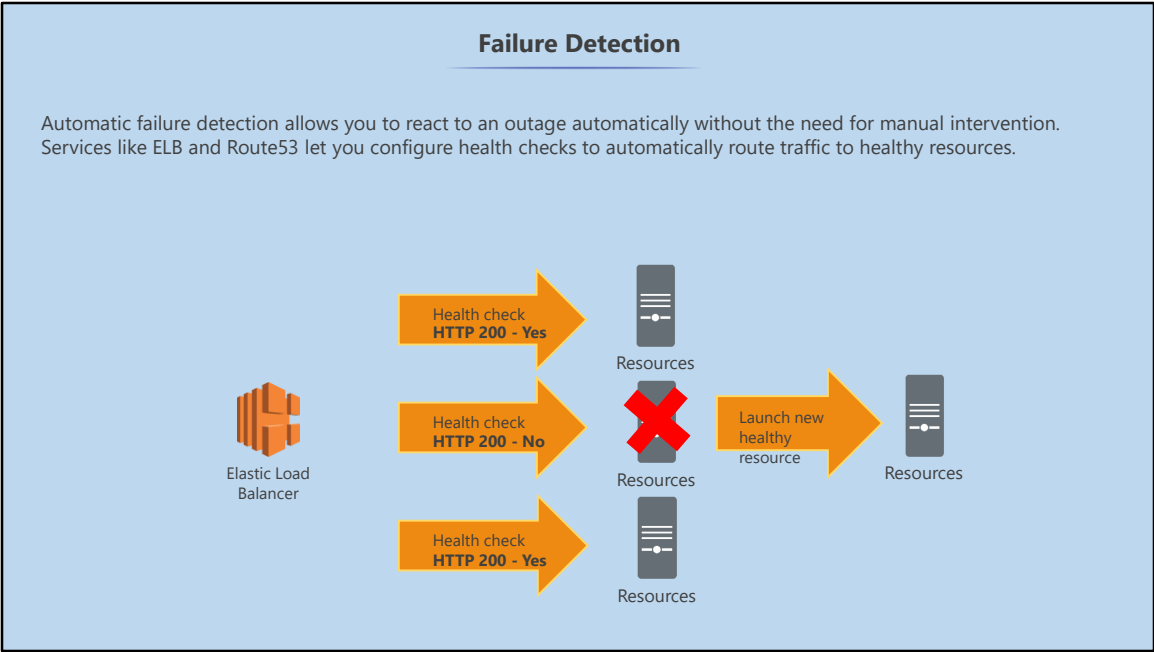 Failure Detection
Automatic failure detection allows you to react to an outage automatically without the need for manual intervention.
Services like ELB and Route53 let you configure health checks to automatically route traffic to healthy resources.
Health check
HTTP 200 - Yes
Resources
Elastic Load
Balancer
Health check
HTTP 200 - No
Resources
Launch new
healthy
resource
Resources
Health check
HTTP 200 - Yes
Resources